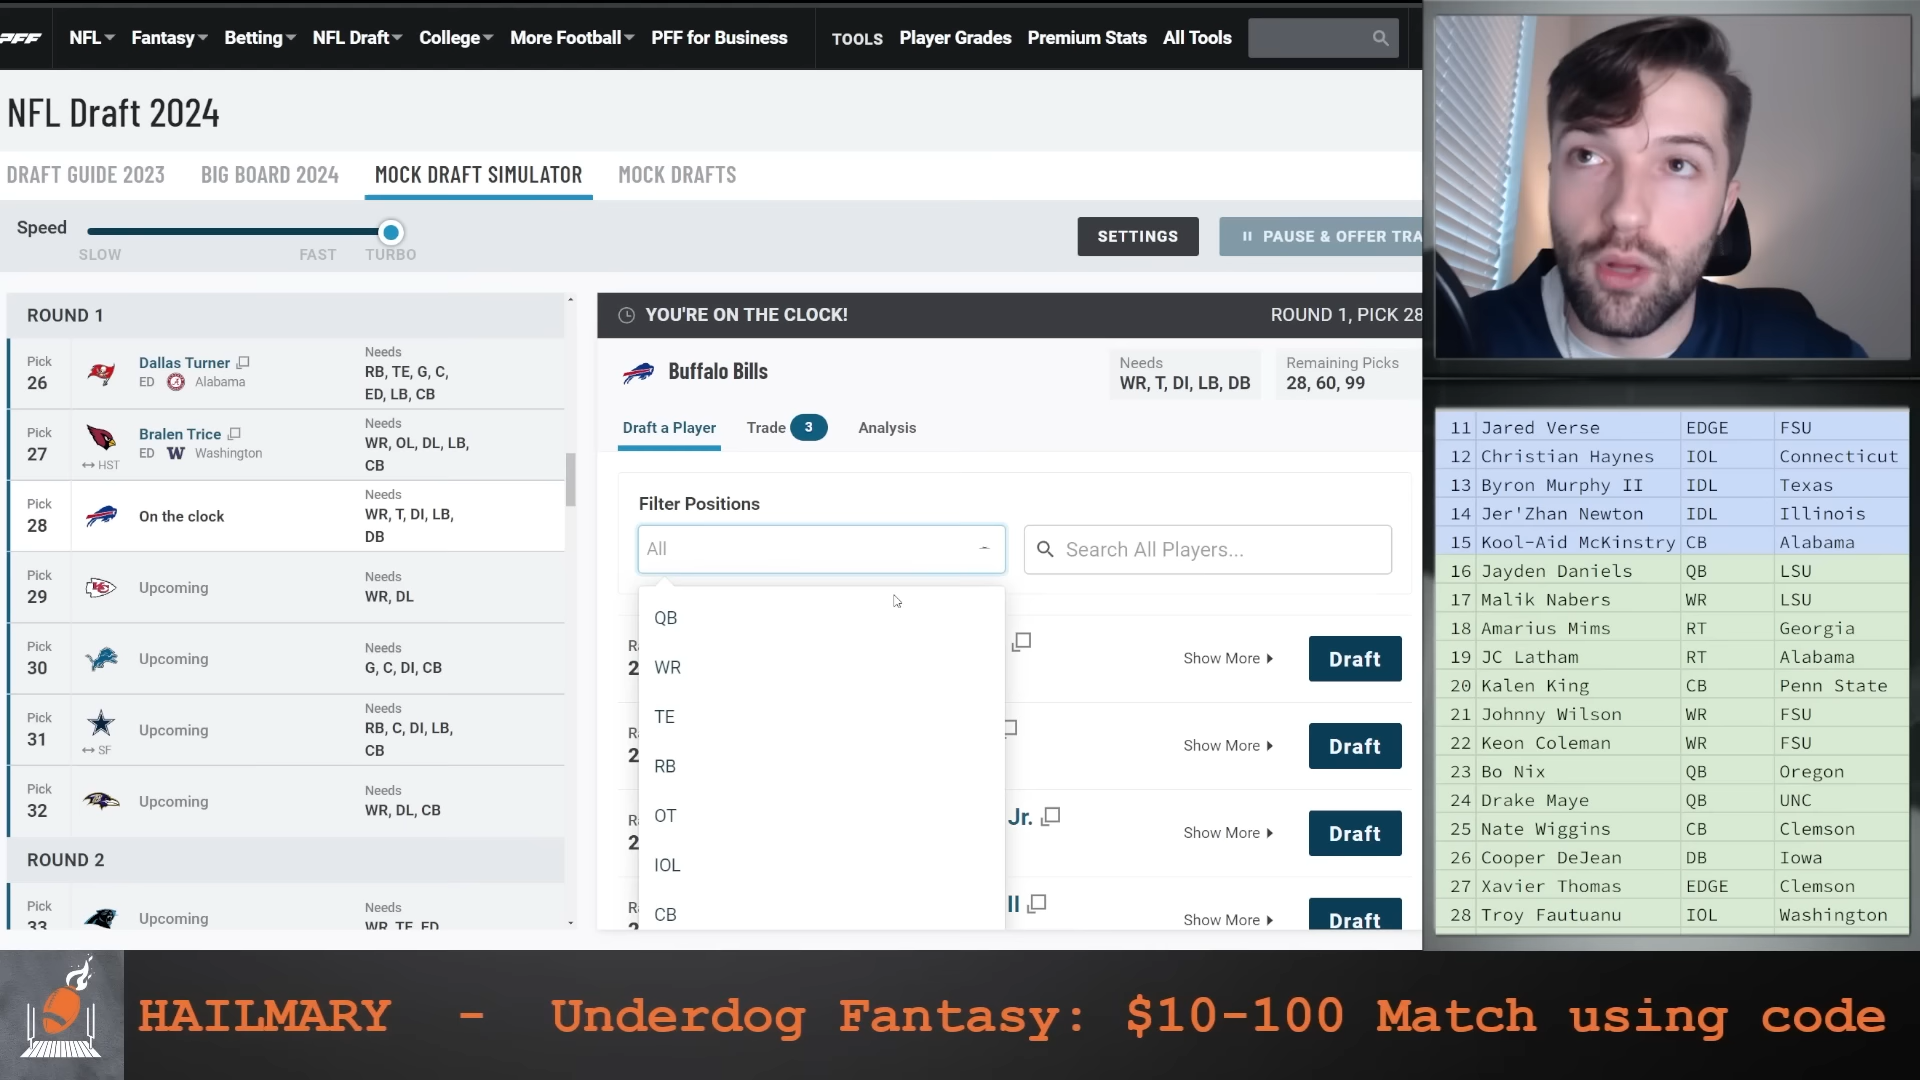 PFF
NFL
Fantasy
Betting
NFL Draft
College
More Football
PFF for Business
TOOLS
Player Grades
Premium Stats
All Tools
NFL Draft 2024
DRAFT GUIDE 2023
BIG BOARD 2024
MOCK DRAFT SIMULATOR
MOCK DRAFTS
Speed
SLOW
FAST
TURBO
SETTINGS
PAUSE & OFFER TRA
ROUND 1
Pick 26
Dallas Turner
ED Alabama
Needs
RB, TE, G, C,
ED, LB, CB
Pick 27
↔ HST
Bralen Trice
ED W Washington
Needs
WR, OL, DL, LB,
CB
Pick 28
On the clock
Needs
WR, T, DI, LB,
DB
Pick 29
Upcoming
Needs
WR, DL
Pick 30
Upcoming
Needs
G, C, DI, CB
Pick 31
↔ SF
Upcoming
Needs
RB, C, DI, LB,
CB
Pick 32
Upcoming
Needs
WR, DL, CB
ROUND 2
Pick 33
Upcoming
Needs
WR, TE, ED
YOU'RE ON THE CLOCK!
ROUND 1, PICK 28
Buffalo Bills
Needs
WR, T, DI, LB, DB
Remaining Picks
28, 60, 99
Draft a Player
Trade 3
Analysis
Filter Positions
All
Search All Players...
QB
WR
TE
RB
OT
IOL
CB
Show More
Draft
Show More
Draft
Jr.
Show More
Draft
II
Show More
Draft
11 Jared Verse EDGE FSU
12 Christian Haynes IOL Connecticut
13 Byron Murphy II IDL Texas
14 Jer'Zhan Newton IDL Illinois
15 Kool-Aid McKinstry CB Alabama
16 Jayden Daniels QB LSU
17 Malik Nabers WR LSU
18 Amarius Mims RT Georgia
19 JC Latham RT Alabama
20 Kalen King CB Penn State
21 Johnny Wilson WR FSU
22 Keon Coleman WR FSU
23 Bo Nix QB Oregon
24 Drake Maye QB UNC
25 Nate Wiggins CB Clemson
26 Cooper DeJean DB Iowa
27 Xavier Thomas EDGE Clemson
28 Troy Fautuanu IOL Washington
HAILMARY - Underdog Fantasy: $10-100 Match using code